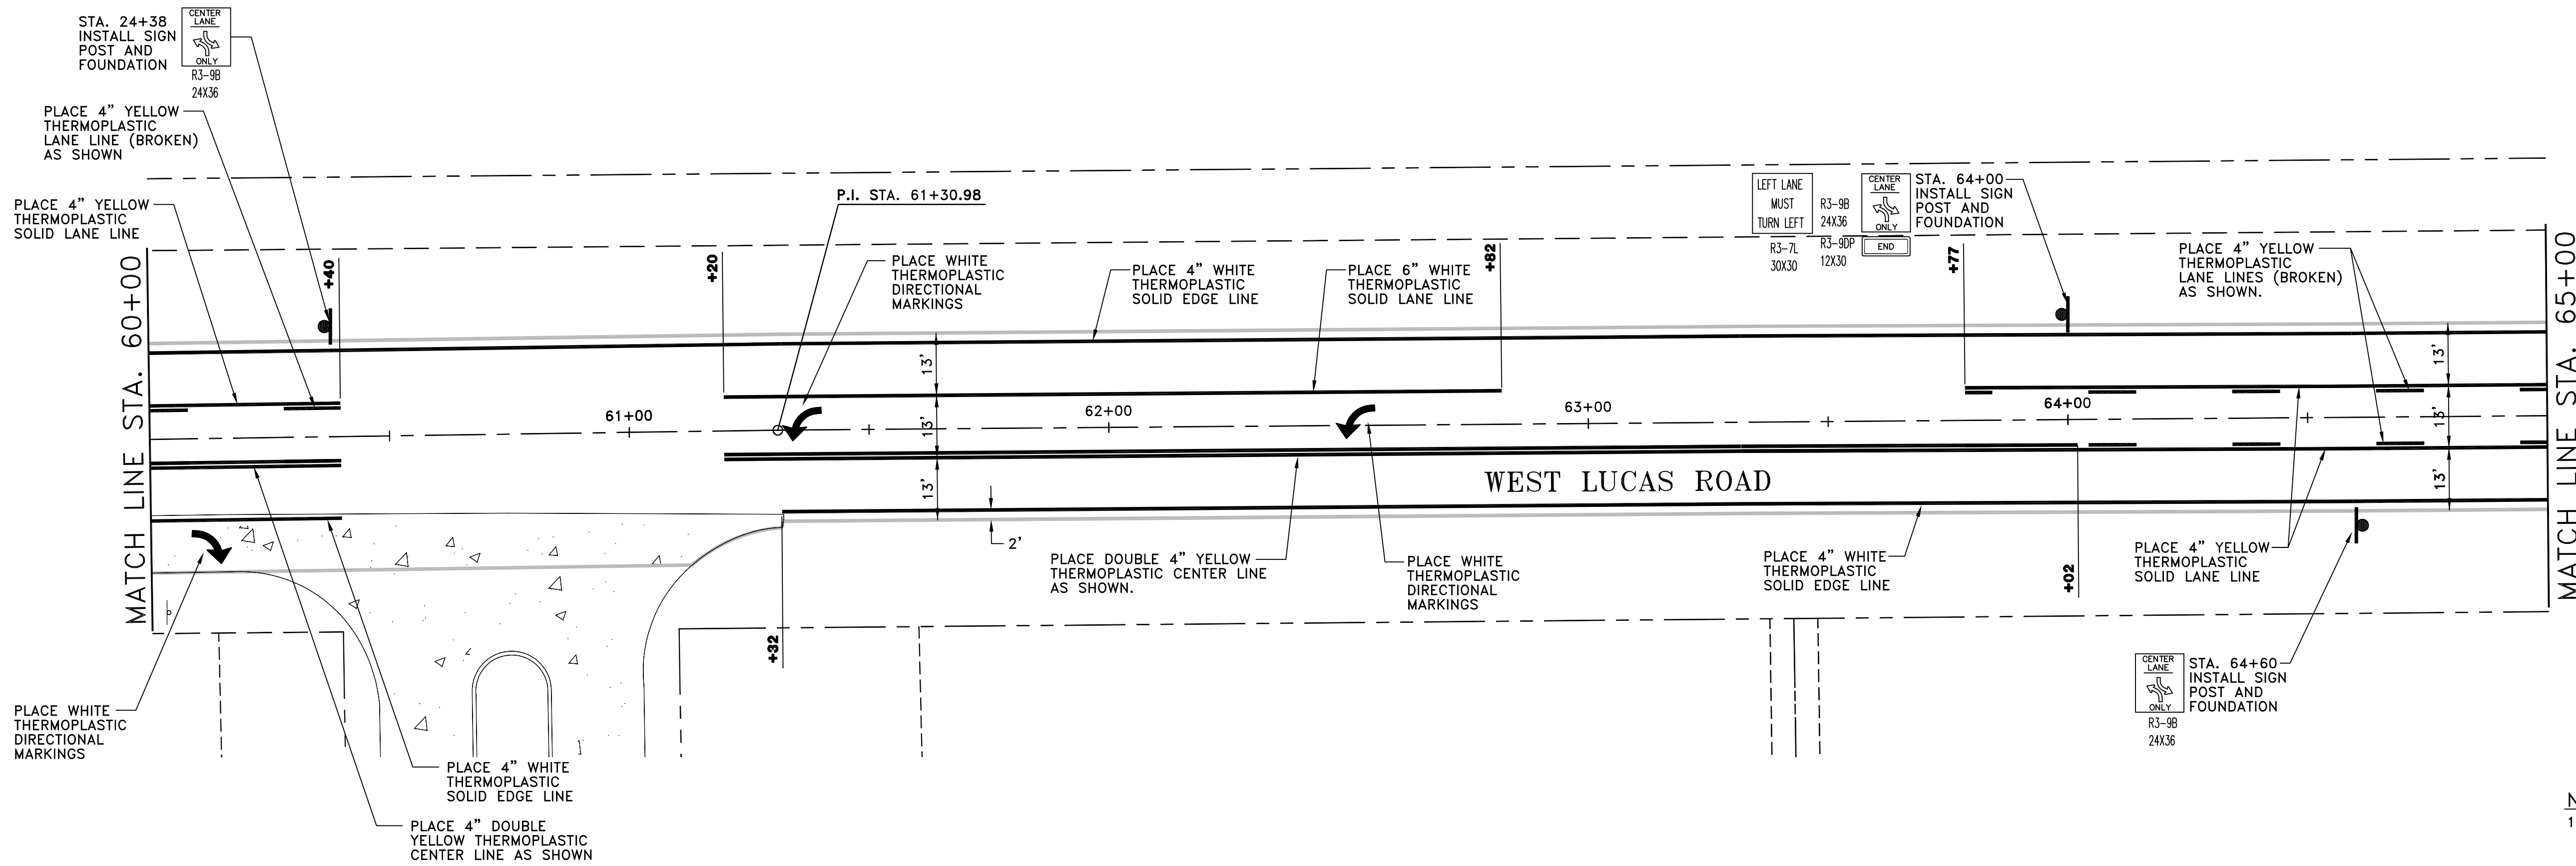 STA. 24+38
INSTALL SIGN
POST AND
FOUNDATION
CENTER
LANE
ONLY
R3-9B
24X36
PLACE 4" YELLOW
THERMOPLASTIC
LANE LINE (BROKEN)
AS SHOWN
PLACE 4" YELLOW
THERMOPLASTIC
SOLID LANE LINE
MATCH LINE STA. 60+00
+40
+20
P.I. STA. 61+30.98
PLACE WHITE
THERMOPLASTIC
DIRECTIONAL
MARKINGS
PLACE 4" WHITE
THERMOPLASTIC
SOLID EDGE LINE
PLACE 6" WHITE
THERMOPLASTIC
SOLID LANE LINE
+82
LEFT LANE
MUST
TURN LEFT
R3-7L
30X30
R3-9B
24X36
R3-9DP
12X30
CENTER
LANE
ONLY
END
STA. 64+00
INSTALL SIGN
POST AND
FOUNDATION
+77
PLACE 4" YELLOW
THERMOPLASTIC
LANE LINES (BROKEN)
AS SHOWN.
MATCH LINE STA. 65+00
13'
13'
13'
13'
13'
13'
61+00
62+00
63+00
64+00
WEST LUCAS ROAD
2'
PLACE DOUBLE 4" YELLOW
THERMOPLASTIC CENTER LINE
AS SHOWN.
PLACE WHITE
THERMOPLASTIC
DIRECTIONAL
MARKINGS
PLACE 4" WHITE
THERMOPLASTIC
SOLID EDGE LINE
+02
PLACE 4" YELLOW
THERMOPLASTIC
SOLID LANE LINE
+32
CENTER
LANE
ONLY
R3-9B
24X36
STA. 64+60
INSTALL SIGN
POST AND
FOUNDATION
PLACE WHITE
THERMOPLASTIC
DIRECTIONAL
MARKINGS
PLACE 4" WHITE
THERMOPLASTIC
SOLID EDGE LINE
PLACE 4" DOUBLE
YELLOW THERMOPLASTIC
CENTER LINE AS SHOWN